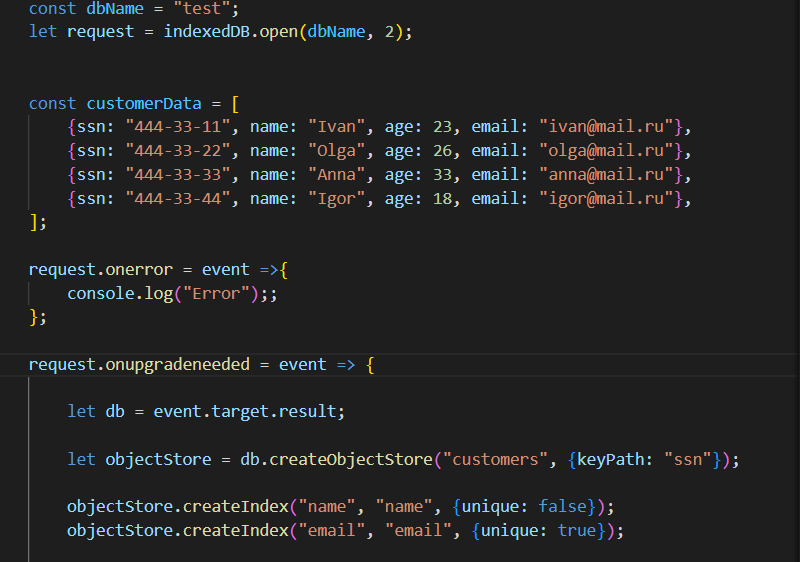 const dbName = "test";
let request = indexedDB.open(dbName, 2);
const customerData = [
{ssn: "444-33-11", name: "Ivan", age: 23, email: "ivan@mail.ru"},
{ssn: "444-33-22", name: "Olga", age: 26, email: "olga@mail.ru"},
{ssn: "444-33-33", name: "Anna", age: 33, email: "anna@mail.ru"},
{ssn: "444-33-44", name: "Igor", age: 18, email: "igor@mail.ru"},
];
request.onerror = event =>{
console.log("Error");;
};
request.onupgradeneeded = event => {
let db = event.target.result;
let objectStore = db.createObjectStore("customers", {keyPath: "ssn"});
objectStore.createIndex("name", "name", {unique: false});
objectStore.createIndex("email", "email", {unique: true});